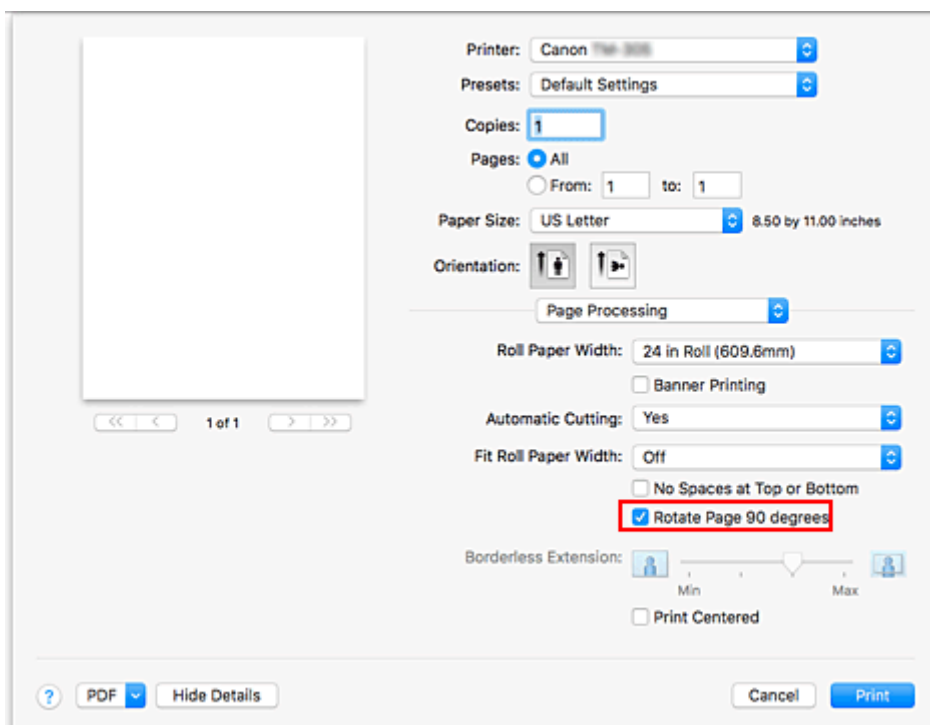 Printer: Canon
Presets: Default Settings
Copies: 1
Pages: All
From: 1 to: 1
Paper Size: US Letter 8.50 by 11.00 inches
Orientation:
Page Processing
Roll Paper Width: 24 in Roll (609.6mm)
Banner Printing
<< < 1 of 1 > >>
Automatic Cutting: Yes
Fit Roll Paper Width: Off
No Spaces at Top or Bottom
Rotate Page 90 degrees
Borderless Extension:
Min Max
Print Centered
? PDF Hide Details Cancel Print